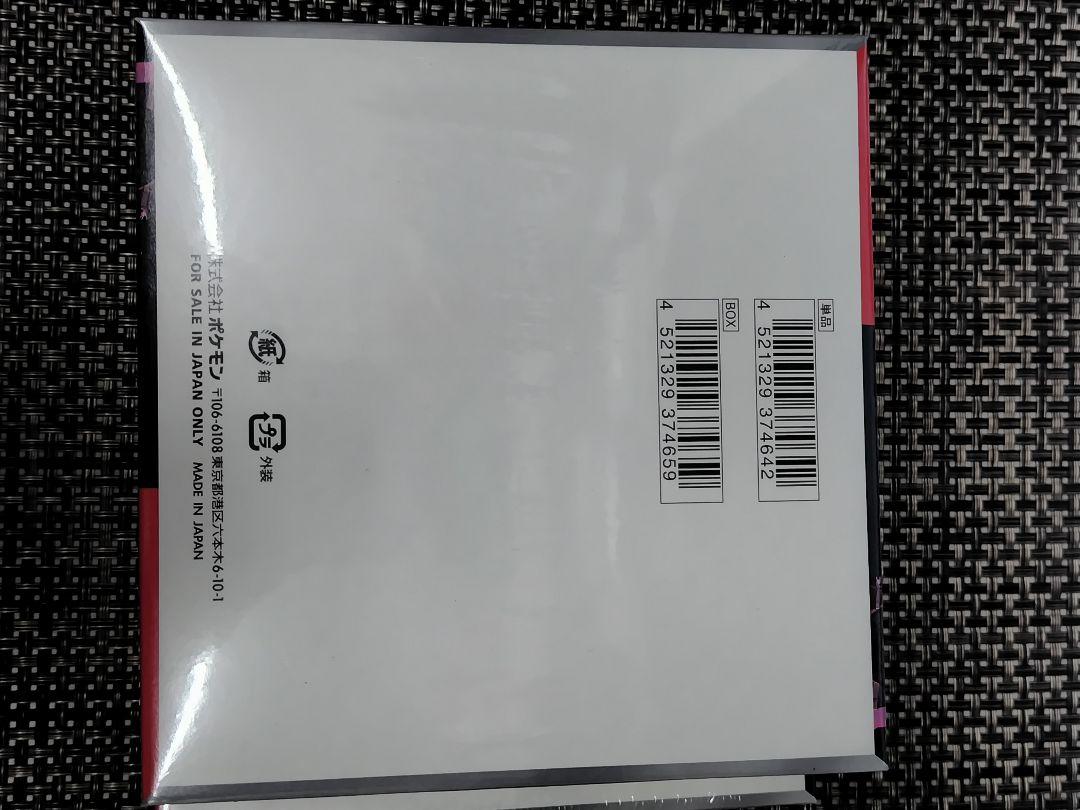 単品
4 521329 374642
BOX
4 521329 374659
紙 箱 プラ 外装
株式会社ポケモン 〒106-6108 東京都港区六本木6-10-1
FOR SALE IN JAPAN ONLY MADE IN JAPAN